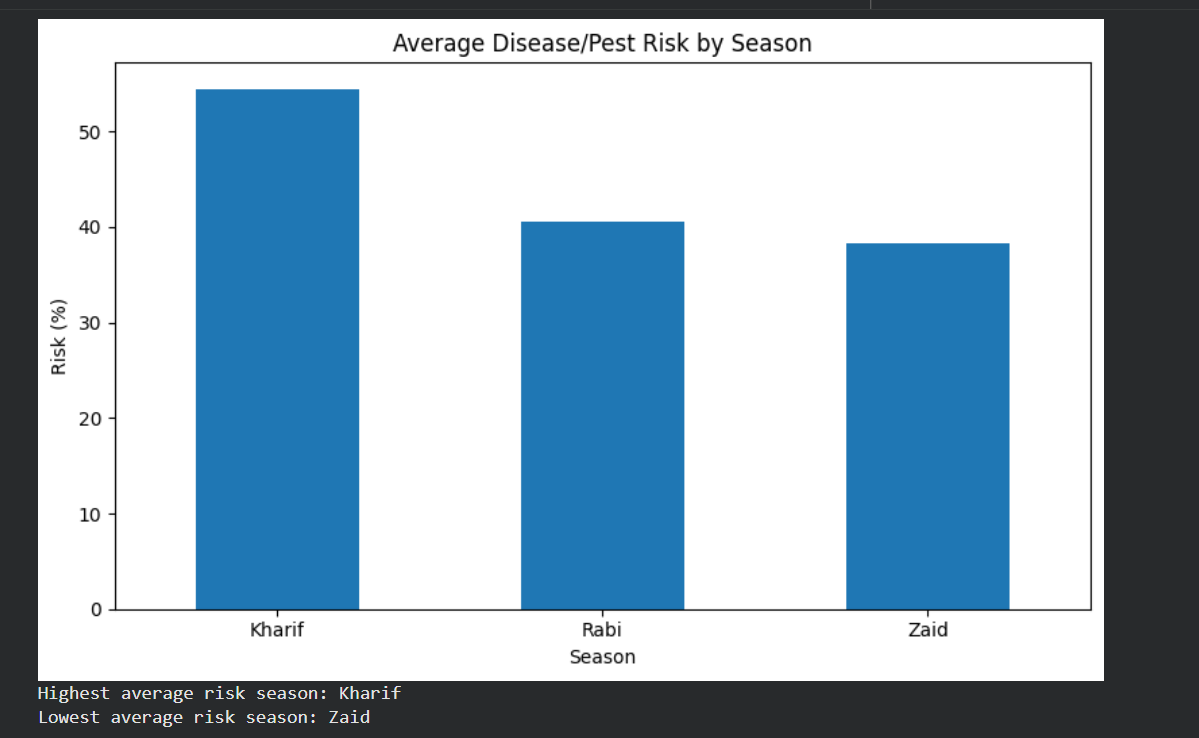 Average Disease/Pest Risk by Season
Risk (%)
50
40
30
20
10
0
Kharif
Rabi
Zaid
Season
Highest average risk season: Kharif
Lowest average risk season: Zaid